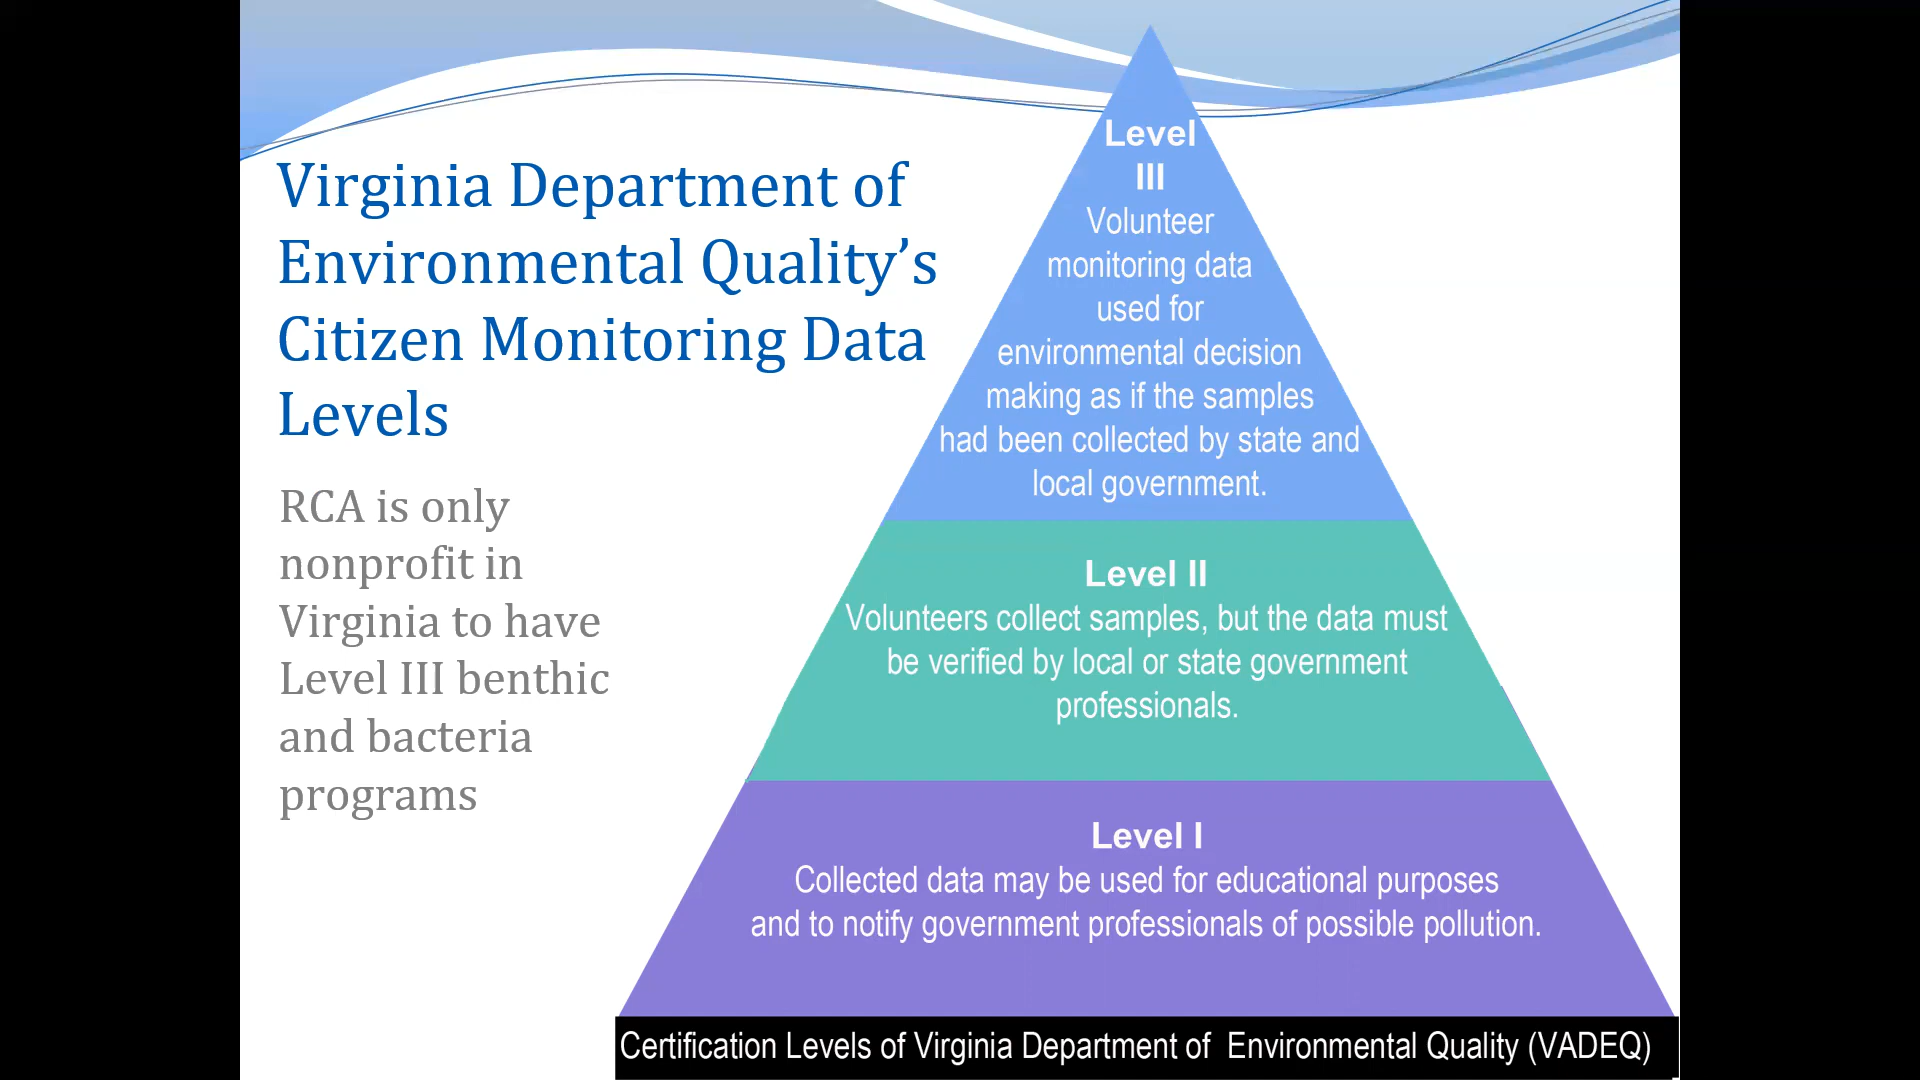 Virginia Department of
Environmental Quality’s
Citizen Monitoring Data
Levels
RCA is only
nonprofit in
Virginia to have
Level III benthic
and bacteria
programs
Level
III
Volunteer
monitoring data
used for
environmental decision
making as if the samples
had been collected by state and
local government.
Level II
Volunteers collect samples, but the data must
be verified by local or state government
professionals.
Level I
Collected data may be used for educational purposes
and to notify government professionals of possible pollution.
Certification Levels of Virginia Department of Environmental Quality (VADEQ)